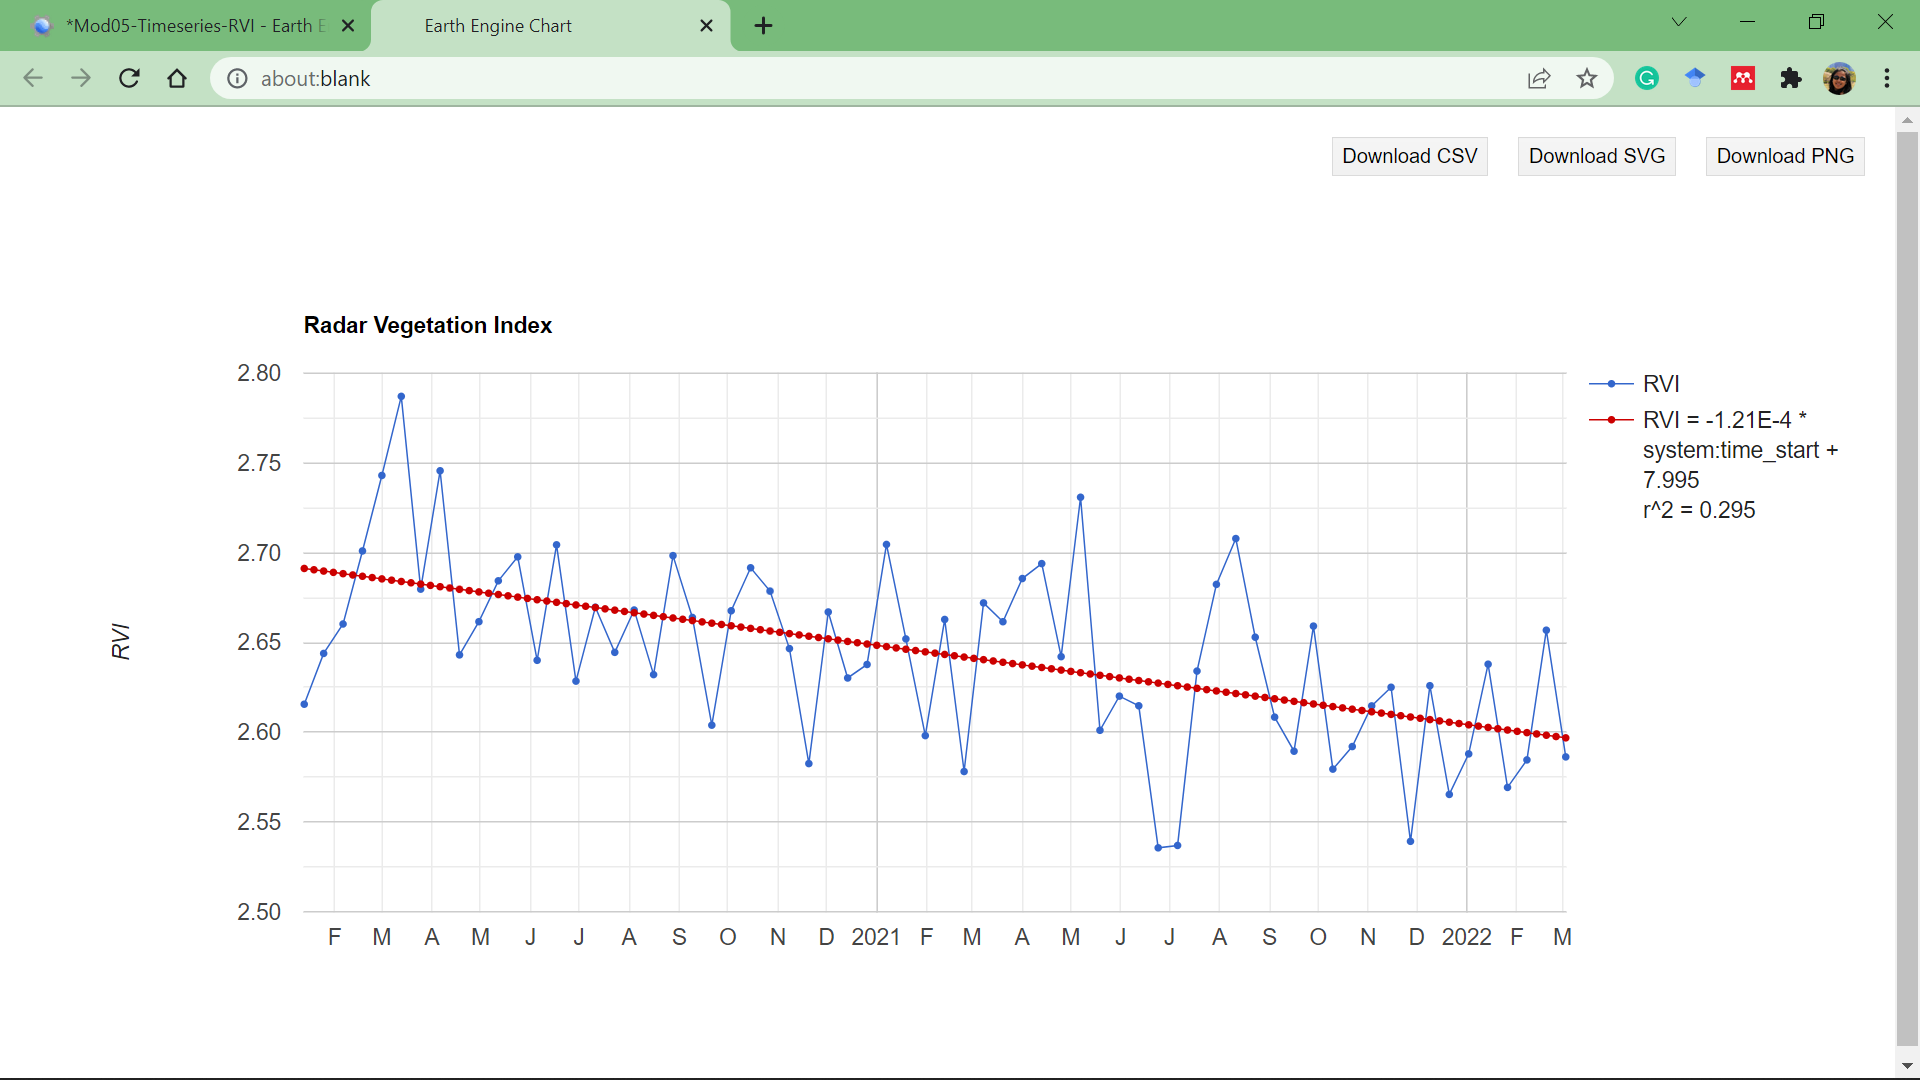 *Mod05-Timeseries-RVI - Earth E
Earth Engine Chart
about:blank
Download CSV
Download SVG
Download PNG
Radar Vegetation Index
2.80
2.75
2.70
2.65
2.60
2.55
2.50
RVI
F M A M J J A S O N D 2021 F M A M J J A S O N D 2022 F M
RVI
RVI = -1.21E-4 *
system:time_start +
7.995
r^2 = 0.295